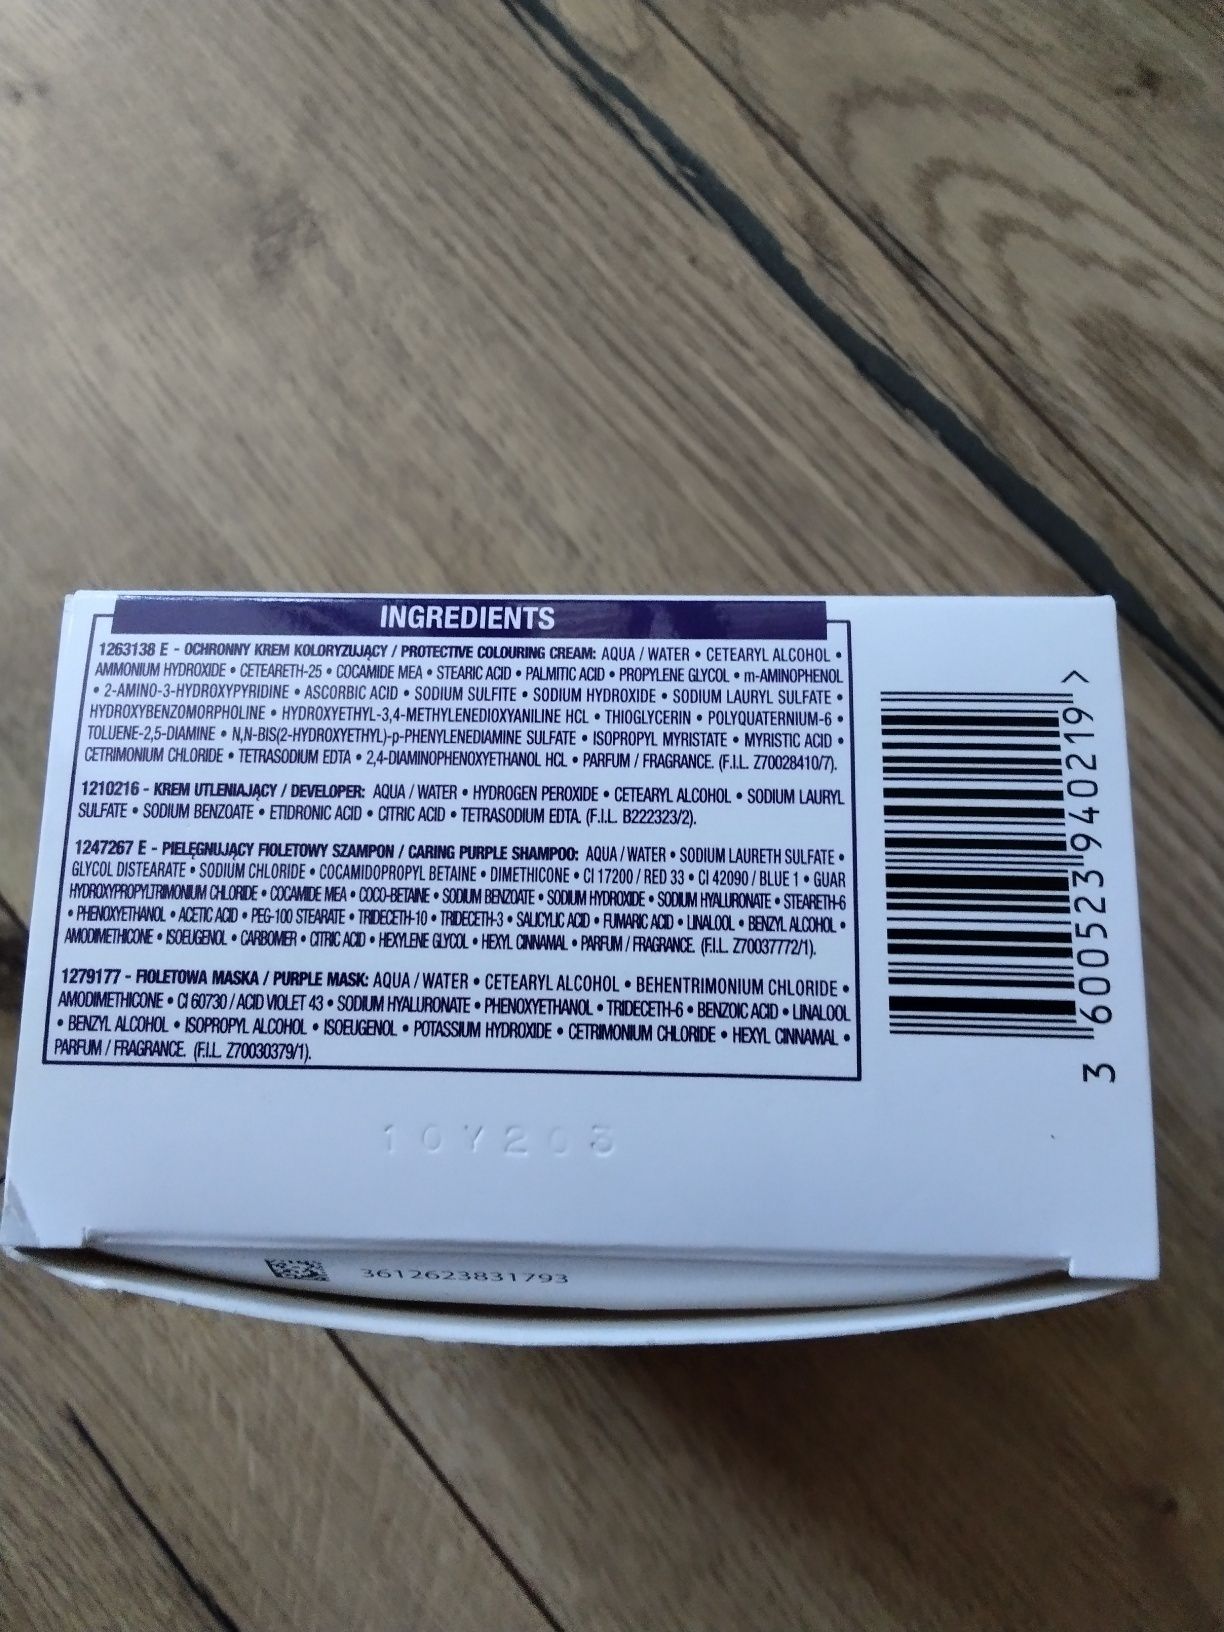 INGREDIENTS
1263138 E - OCHRONNY KREM KOLORYZUJĄCY / PROTECTIVE COLOURING CREAM: AQUA / WATER • CETEARYL ALCOHOL •
AMMONIUM HYDROXIDE • CETEARETH-25 • COCAMIDE MEA • STEARIC ACID • PALMITIC ACID • PROPYLENE GLYCOL • m-AMINOPHENOL
• 2-AMINO-3-HYDROXYPYRIDINE • ASCORBIC ACID • SODIUM SULFITE • SODIUM HYDROXIDE • SODIUM LAURYL SULFATE •
HYDROXYBENZOMORPHOLINE • HYDROXYETHYL-3,4-METHYLENEDIOXYANILINE HCL • THIOGLYCERIN • POLYQUATERNIUM-6 •
TOLUENE-2,5-DIAMINE • N,N-BIS(2-HYDROXYETHYL)-p-PHENYLENEDIAMINE SULFATE • ISOPROPYL MYRISTATE • MYRISTIC ACID •
CETRIMONIUM CHLORIDE • TETRASODIUM EDTA • 2,4-DIAMINOPHENOXYETHANOL HCL • PARFUM / FRAGRANCE. (F.I.L. Z70028410/7).
1210216 - KREM UTLENIAJĄCY / DEVELOPER: AQUA / WATER • HYDROGEN PEROXIDE • CETEARYL ALCOHOL • SODIUM LAURYL
SULFATE • SODIUM BENZOATE • ETIDRONIC ACID • CITRIC ACID • TETRASODIUM EDTA. (F.I.L. B222323/2).
1247267 E - PIELĘGNUJĄCY FIOLETOWY SZAMPON / CARING PURPLE SHAMPOO: AQUA / WATER • SODIUM LAURETH SULFATE •
GLYCOL DISTEARATE • SODIUM CHLORIDE • COCAMIDOPROPYL BETAINE • DIMETHICONE • CI 17200 / RED 33 • CI 42090 / BLUE 1 • GUAR
HYDROXYPROPYLTRIMONIUM CHLORIDE • COCAMIDE MEA • COCO-BETAINE • SODIUM BENZOATE • SODIUM HYDROXIDE • SODIUM HYALURONATE • STEARETH-6
• PHENOXYETHANOL • ACETIC ACID • PEG-100 STEARATE • TRIDECETH-10 • TRIDECETH-3 • SALICYLIC ACID • FUMARIC ACID • LINALOOL • BENZYL ALCOHOL •
AMODIMETHICONE • ISOEUGENOL • CARBOMER • CITRIC ACID • HEXYLENE GLYCOL • HEXYL CINNAMAL • PARFUM / FRAGRANCE. (F.I.L. Z70037772/1).
1279177 - FIOLETOWA MASKA / PURPLE MASK: AQUA / WATER • CETEARYL ALCOHOL • BEHENTRIMONIUM CHLORIDE •
AMODIMETHICONE • CI 60730 / ACID VIOLET 43 • SODIUM HYALURONATE • PHENOXYETHANOL • TRIDECETH-6 • BENZOIC ACID • LINALOOL
• BENZYL ALCOHOL • ISOPROPYL ALCOHOL • ISOEUGENOL • POTASSIUM HYDROXIDE • CETRIMONIUM CHLORIDE • HEXYL CINNAMAL •
PARFUM / FRAGRANCE. (F.I.L. Z70030379/1).
3 600523 940219 >
10Y203
3612623831793